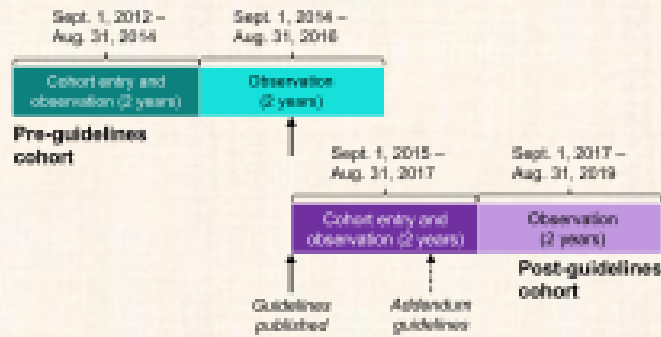 Sept. 1, 2012 –
Aug. 31, 2014
Sept. 1, 2014 –
Aug. 31, 2016
Cohort entry and
observation (2 years)
Observation
(2 years)
Pre-guidelines
cohort
Sept. 1, 2015 –
Aug. 31, 2017
Sept. 1, 2017 –
Aug. 31, 2019
Cohort entry and
observation (2 years)
Observation
(2 years)
Post-guidelines
cohort
Guidelines
published
Addendum
guidelines